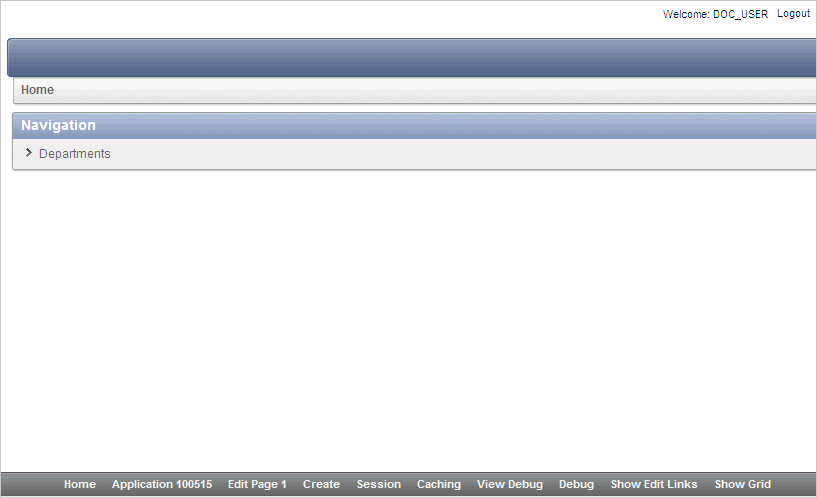 Welcome: DOC_USER Logout
Home
Navigation
Departments
Home Application 100515 Edit Page 1 Create Session Caching View Debug Debug Show Edit Links Show Grid